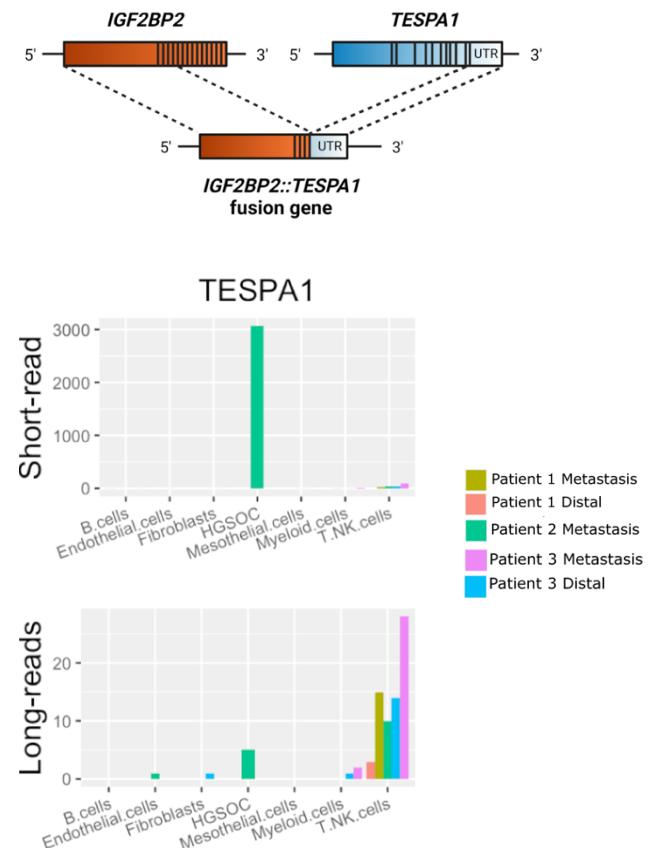 IGF2BP2 TESPA1
5' 3' 5' UTR 3'
5' UTR 3'
IGF2BP2::TESPA1
fusion gene
TESPA1
Short-read
3000
2000
1000
0
B.cells
Endothelial.cells
Fibroblasts
HGSOC
Mesothelial.cells
Myeloid.cells
T.NK.cells
Patient 1 Metastasis
Patient 1 Distal
Patient 2 Metastasis
Patient 3 Metastasis
Patient 3 Distal
Long-reads
20
10
0
B.cells
Endothelial.cells
Fibroblasts
HGSOC
Mesothelial.cells
Myeloid.cells
T.NK.cells